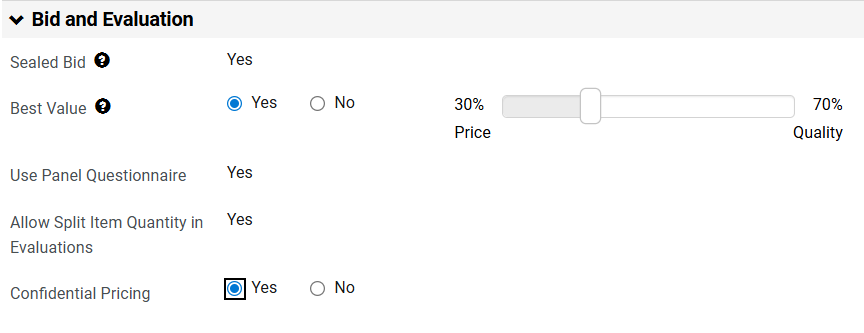 Bid and Evaluation
Sealed Bid ? Yes
Best Value ? Yes No 30% 70%
Price Quality
Use Panel Questionnaire Yes
Allow Split Item Quantity in Yes
Evaluations
Confidential Pricing Yes No